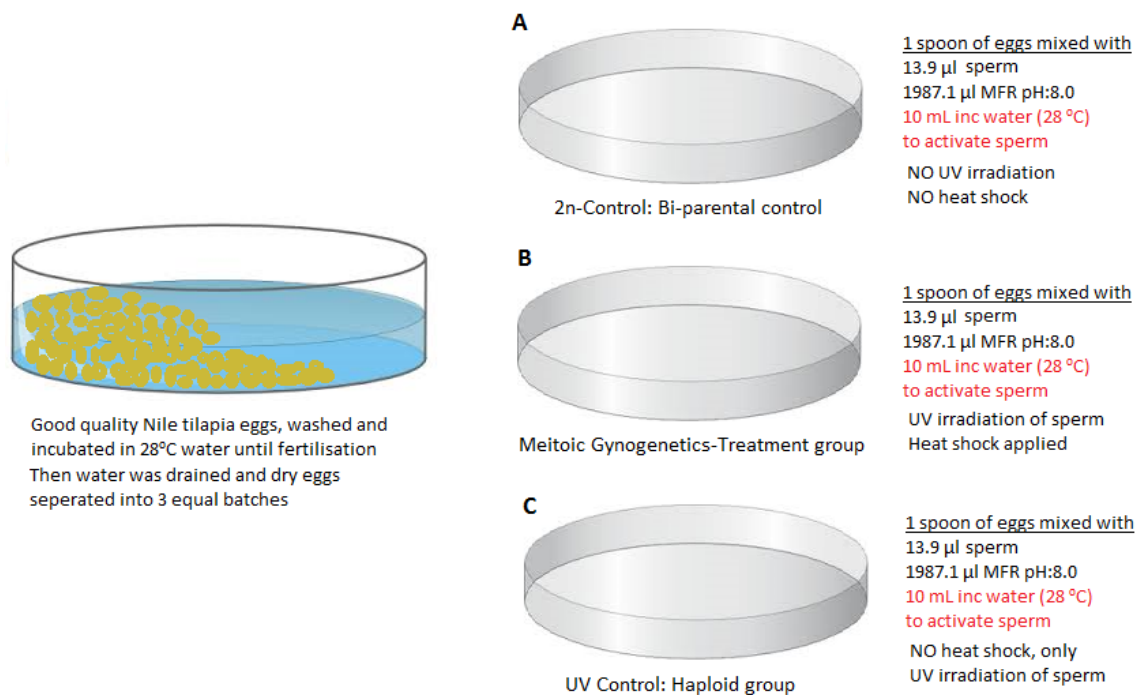 Good quality Nile tilapia eggs, washed and
incubated in 28°C water until fertilisation
Then water was drained and dry eggs
seperated into 3 equal batches
A
2n-Control: Bi-parental control
1 spoon of eggs mixed with
13.9 µl sperm
1987.1 µl MFR pH:8.0
10 mL inc water (28 °C)
to activate sperm
NO UV irradiation
NO heat shock
B
Meitoic Gynogenetics-Treatment group
1 spoon of eggs mixed with
13.9 µl sperm
1987.1 µl MFR pH:8.0
10 mL inc water (28 °C)
to activate sperm
UV irradiation of sperm
Heat shock applied
C
UV Control: Haploid group
1 spoon of eggs mixed with
13.9 µl sperm
1987.1 µl MFR pH:8.0
10 mL inc water (28 °C)
to activate sperm
NO heat shock, only
UV irradiation of sperm